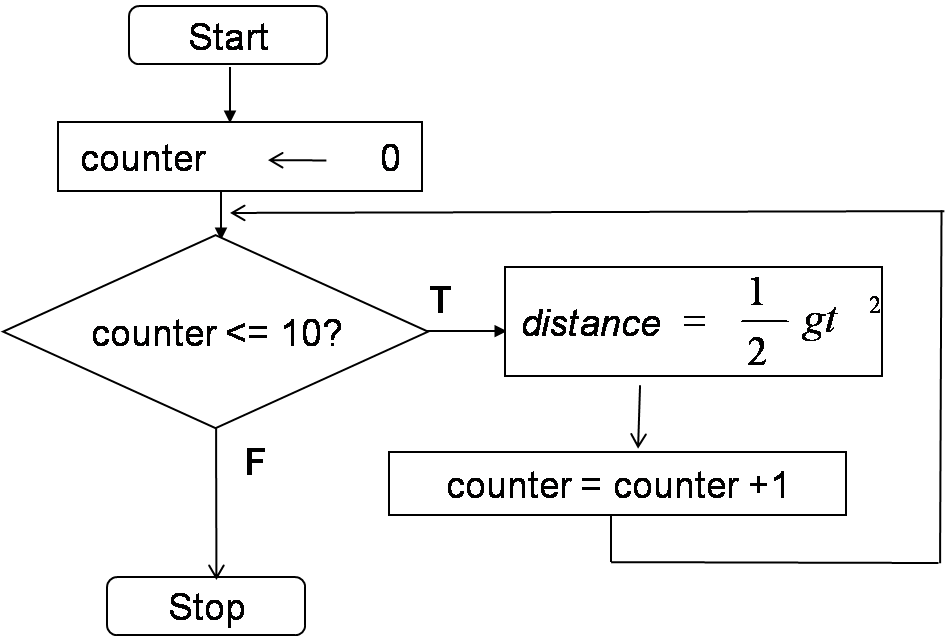 Start
counter ← 0
counter <= 10?
T
distance = 1/2 gt 2
F
counter = counter +1
Stop